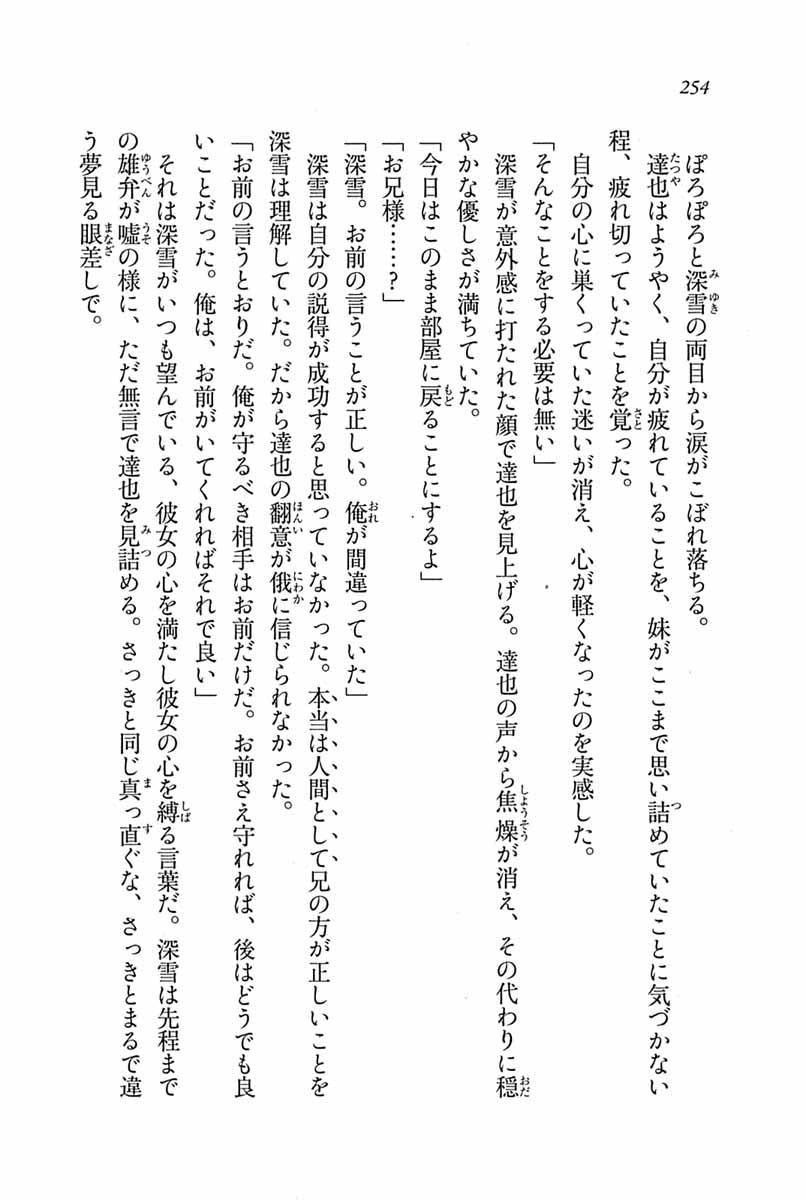 254
ぽろぽろと深雪の両目から涙がこぼれ落ちる。
達也はようやく、自分が疲れていることを、妹がここまで思い詰めていたことに気づかない
程、疲れ切っていたことを覚った。
自分の心に巣くっていた迷いが消え、心が軽くなったのを実感した。
「そんなことをする必要は無い」
深雪が意外感に打たれた顔で達也を見上げる。達也の声から焦燥が消え、その代わりに穏
やかな優しさが満ちていた。
「今日はこのまま部屋に戻ることにするよ」
「お兄様……？」
「深雪。お前の言うことが正しい。俺が間違っていた」
深雪は自分の説得が成功すると思っていなかった。本当は人間として兄の方が正しいことを
深雪は理解していた。だから達也の翻意が俄に信じられなかった。
「お前の言うとおりだ。俺が守るべき相手はお前だけだ。お前さえ守れれば、後はどうでも良
いことだった。俺は、お前がいてくれればそれで良い」
それは深雪がいつも望んでいる、彼女の心を満たし彼女の心を縛る言葉だ。深雪は先程まで
の雄弁が嘘の様に、ただ無言で達也を見詰める。さっきと同じ真っ直ぐな、さっきとまるで違
う夢見る眼差しで。